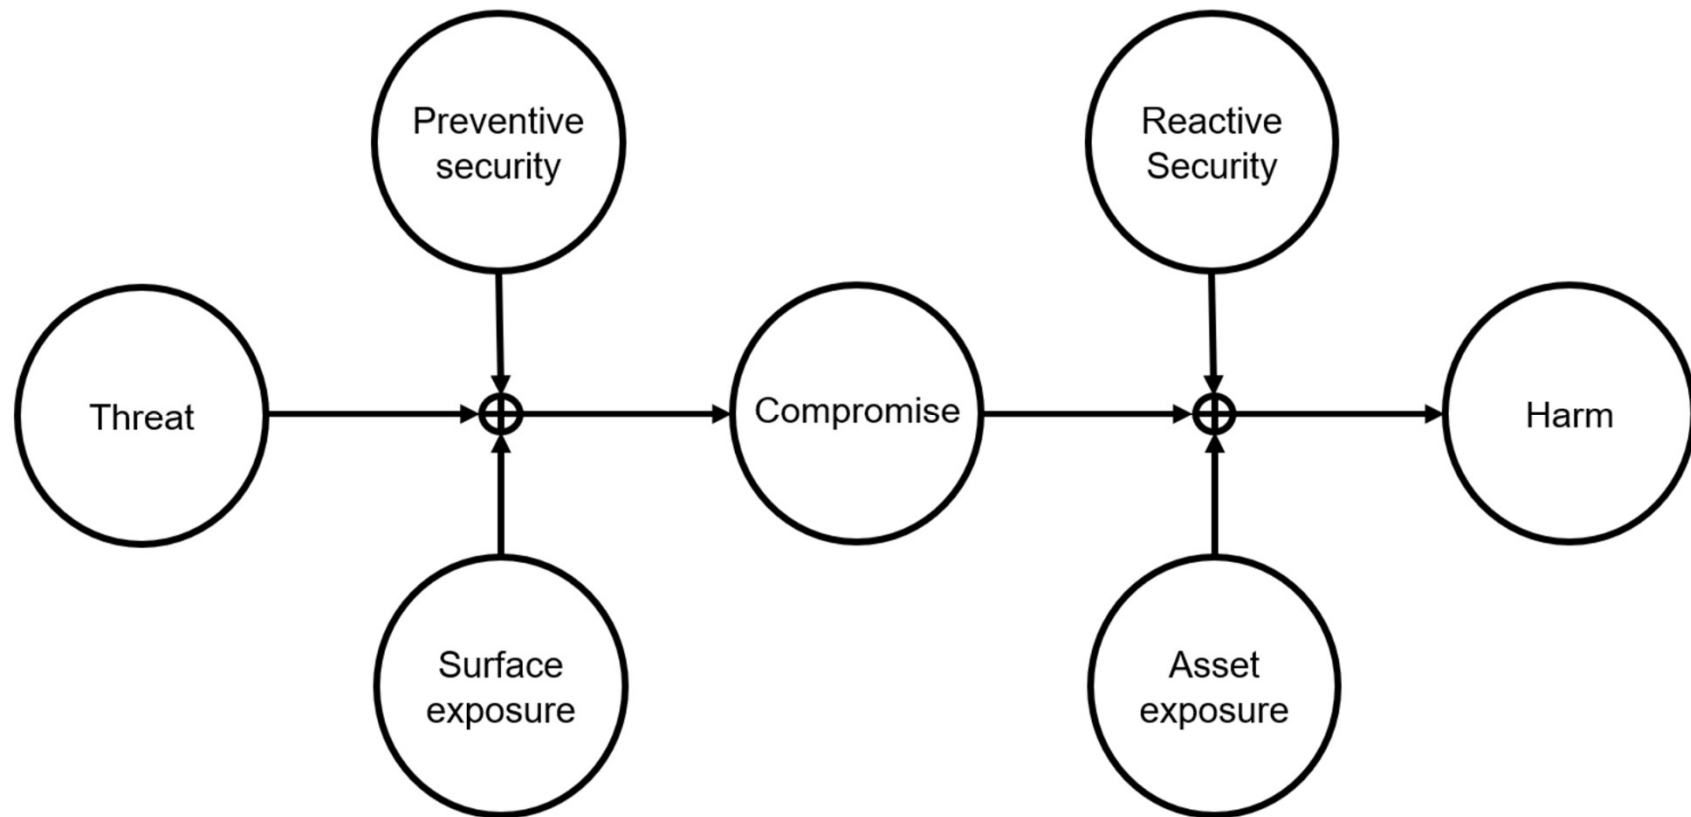 Preventive
security
Reactive
Security
Threat
Compromise
Harm
Surface
exposure
Asset
exposure